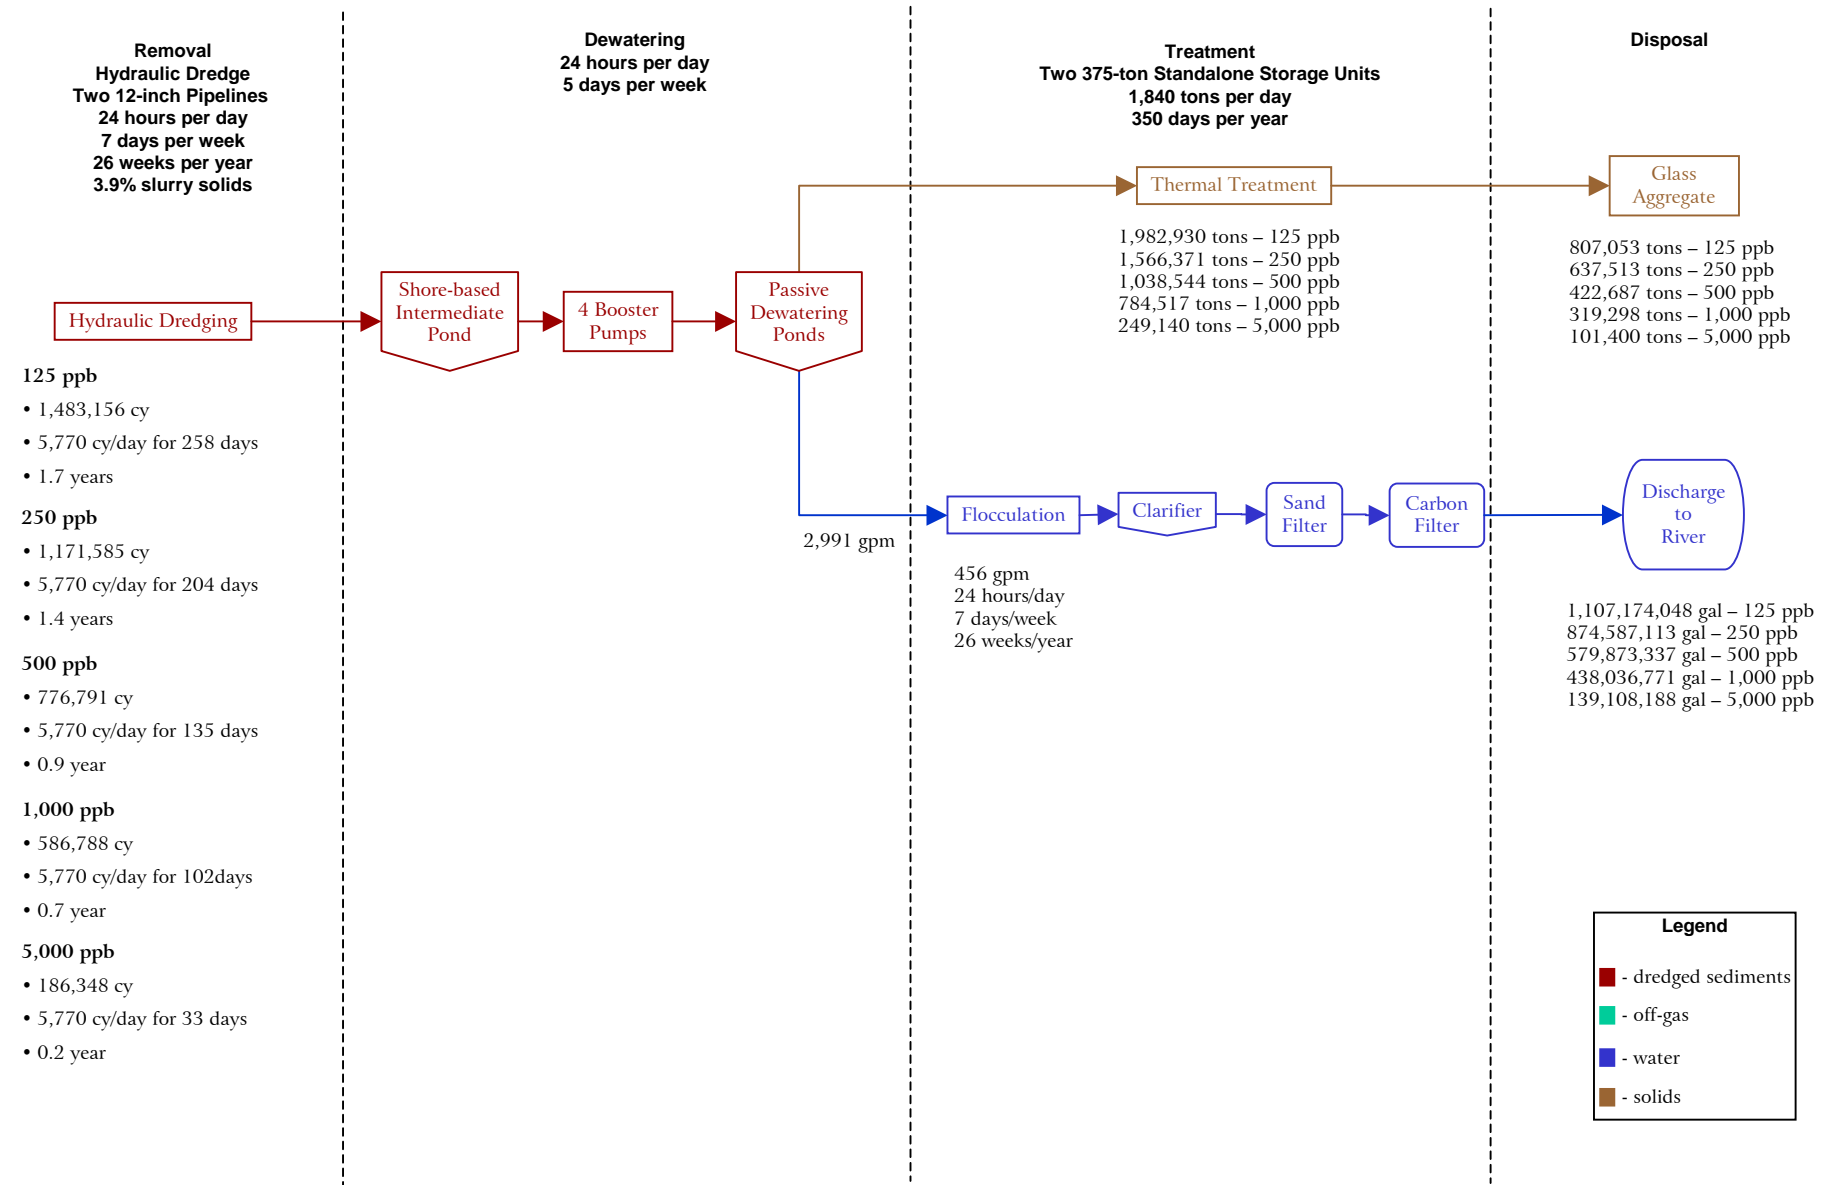 Removal
Hydraulic Dredge
Two 12-inch Pipelines
24 hours per day
7 days per week
26 weeks per year
3.9% slurry solids
Dewatering
24 hours per day
5 days per week
Treatment
Two 375-ton Standalone Storage Units
1,840 tons per day
350 days per year
Disposal
Hydraulic Dredging
Shore-based
Intermediate
Pond
4 Booster
Pumps
Passive
Dewatering
Ponds
Thermal Treatment
1,982,930 tons – 125 ppb
1,566,371 tons – 250 ppb
1,038,544 tons – 500 ppb
784,517 tons – 1,000 ppb
249,140 tons – 5,000 ppb
Glass
Aggregate
807,053 tons – 125 ppb
637,513 tons – 250 ppb
422,687 tons – 500 ppb
319,298 tons – 1,000 ppb
101,400 tons – 5,000 ppb
125 ppb
• 1,483,156 cy
• 5,770 cy/day for 258 days
• 1.7 years
250 ppb
• 1,171,585 cy
• 5,770 cy/day for 204 days
• 1.4 years
500 ppb
• 776,791 cy
• 5,770 cy/day for 135 days
• 0.9 year
1,000 ppb
• 586,788 cy
• 5,770 cy/day for 102days
• 0.7 year
5,000 ppb
• 186,348 cy
• 5,770 cy/day for 33 days
• 0.2 year
2,991 gpm
Flocculation
Clarifier
Sand
Filter
Carbon
Filter
Discharge
to
River
456 gpm
24 hours/day
7 days/week
26 weeks/year
1,107,174,048 gal – 125 ppb
874,587,113 gal – 250 ppb
579,873,337 gal – 500 ppb
438,036,771 gal – 1,000 ppb
139,108,188 gal – 5,000 ppb
Legend
- dredged sediments
- off-gas
- water
- solids